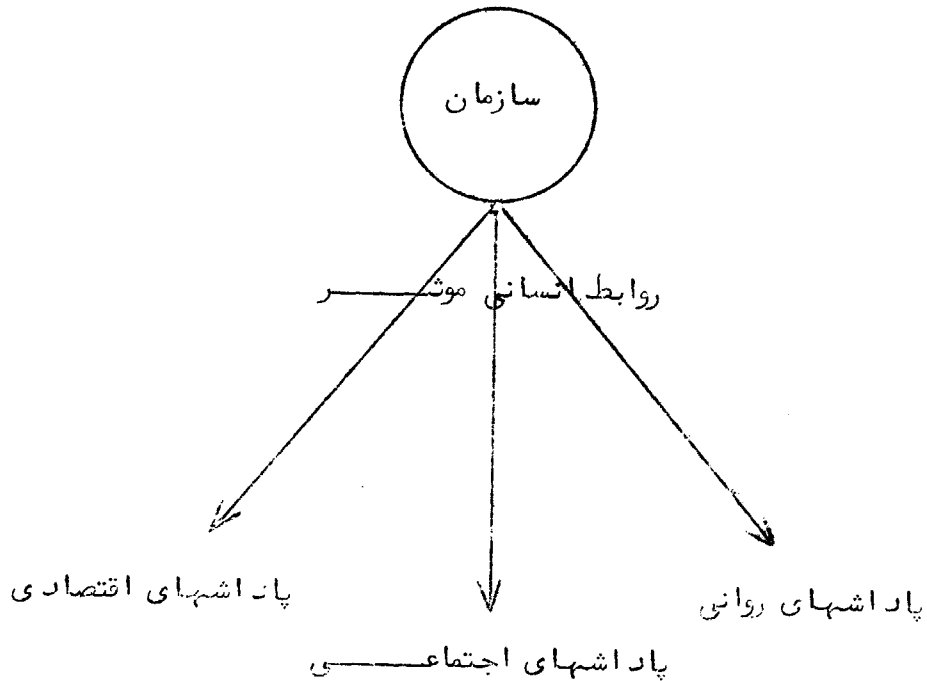 سازمان
روابط انسانی موثر
پاداشهای روانی
پاداشهای اقتصادی
پاداشهای اجتماعی